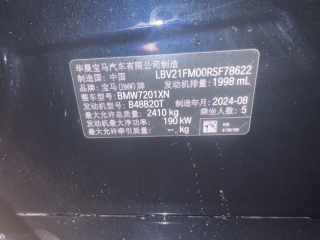 华晨宝马汽车有限公司制造
制造国: 中国 LBV21FM00RSF78622
品牌: 宝马(BMW)牌 发动机排量: 1998 mL
整车型号: BMW7201XN
发动机型号: B48B20T 制造年月: 2024-08
最大允许总质量: 2410 kg 乘坐人数: 5
发动机最大净功率: 190 kW
最大允许牵引质量: – kg